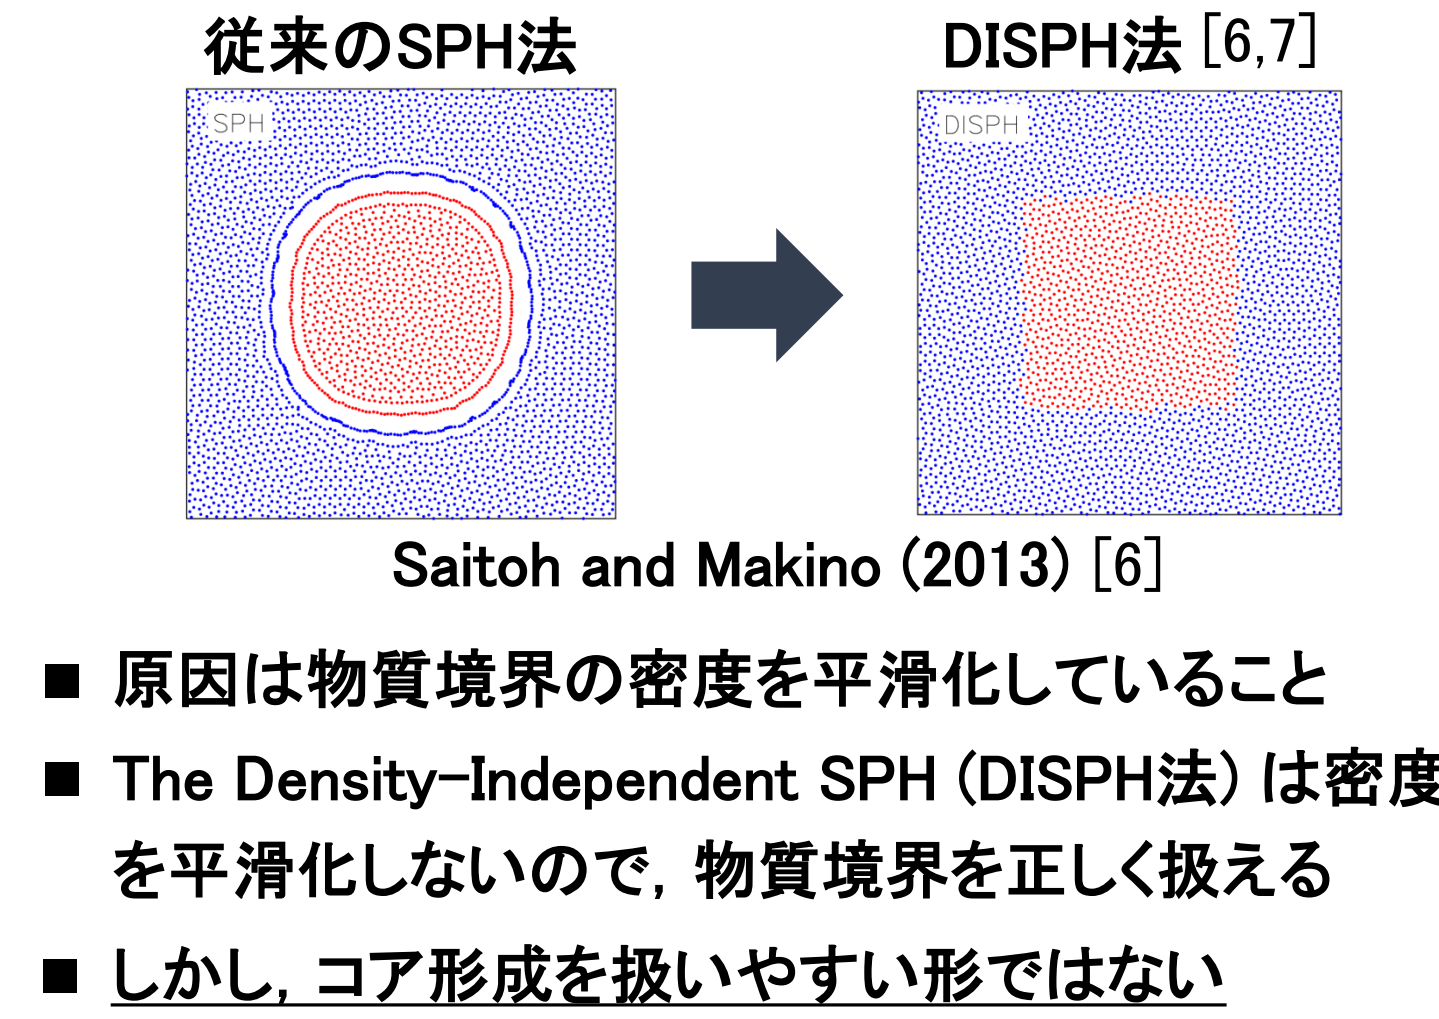 従来のSPH法
DISPH法 [6,7]
SPH
DISPH
Saitoh and Makino (2013) [6]
■ 原因は物質境界の密度を平滑化していること
■ The Density-Independent SPH (DISPH法) は密度
を平滑化しないので, 物質境界を正しく扱える
■ しかし, コア形成を扱いやすい形ではない